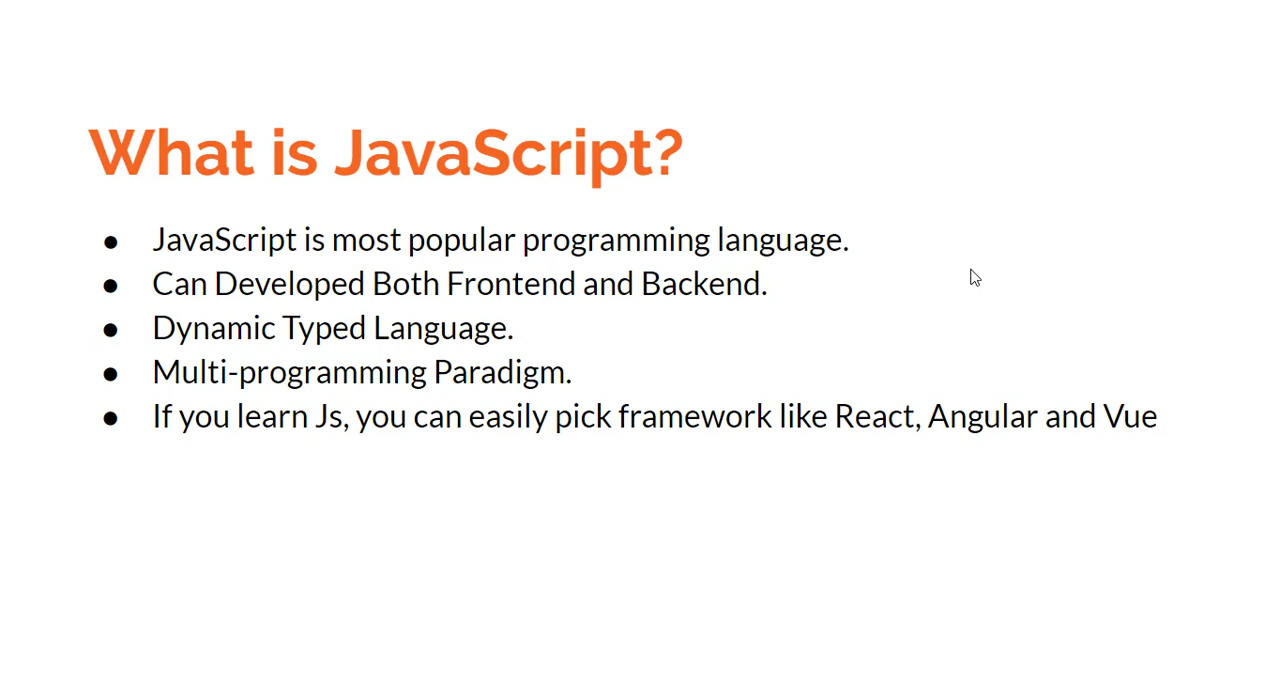 What is JavaScript?
● JavaScript is most popular programming language.
● Can Developed Both Frontend and Backend.
● Dynamic Typed Language.
● Multi-programming Paradigm.
● If you learn Js, you can easily pick framework like React, Angular and Vue